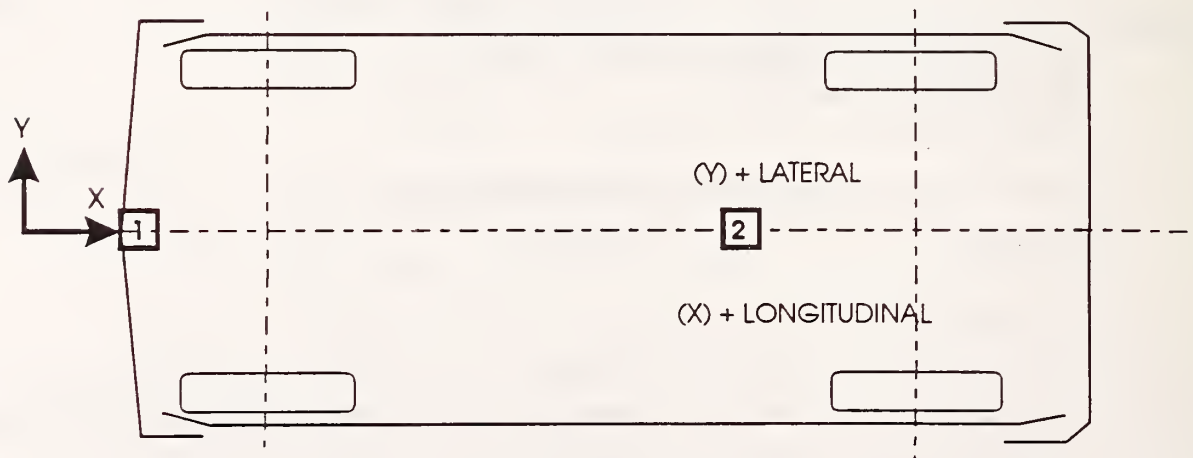 Y
(Y) + LATERAL
X
1
2
(X) + LONGITUDINAL